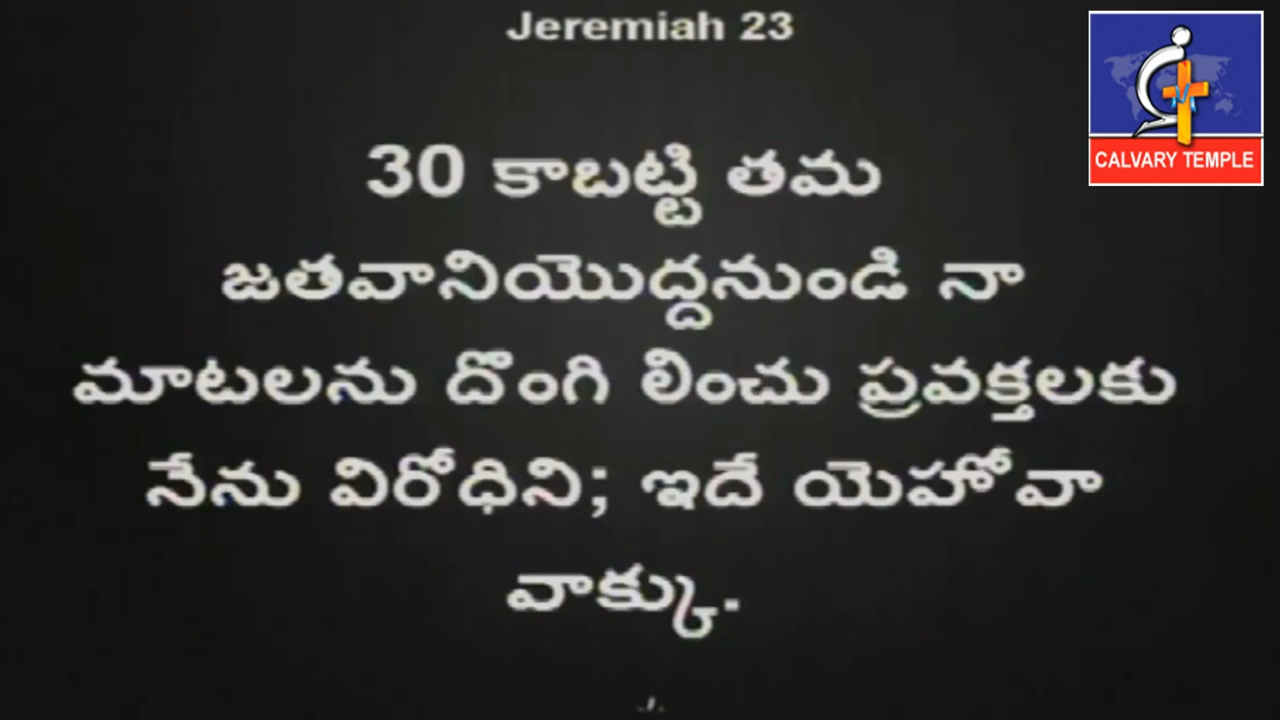 Jeremiah 23
CALVARY TEMPLE
30 కాబట్టి తమ
జతవానియొద్దనుండి నా
మాటలను దొంగి లించు ప్రవక్తలకు
నేను విరోధిని; ఇదే యెహోవా
వాక్కు.